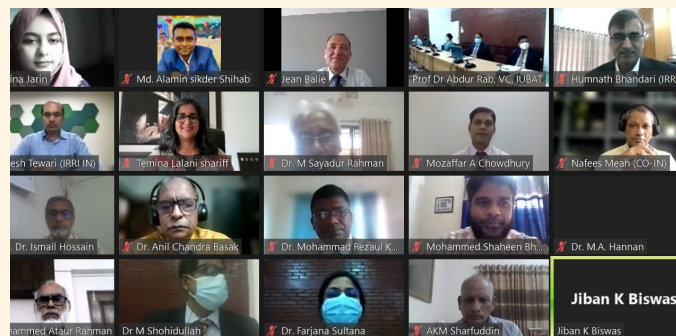 ina Jarin
Md. Alamin sikder Shihab
Jean Balie
Prof Dr Abdur Rab, VC, IUBAT
Humnath Bhandari (IRR
esh Tewari (IRRI IN)
Temina Lalani shariff
Dr. M Sayadur Rahman
Mozaffar A Chowdhury
Nafees Meah (CO-IN)
. Dr. Ismail Hossain
Dr. Anil Chandra Basak
Dr. Mohammad Rezaul K...
Mohammed Shaheen Bh...
Dr. M.A. Hannan
hammed Ataur Rahman
Dr M Shohidullah
Dr. Farjana Sultana
AKM Sharfuddin
Jiban K Biswas
Jiban K Biswas